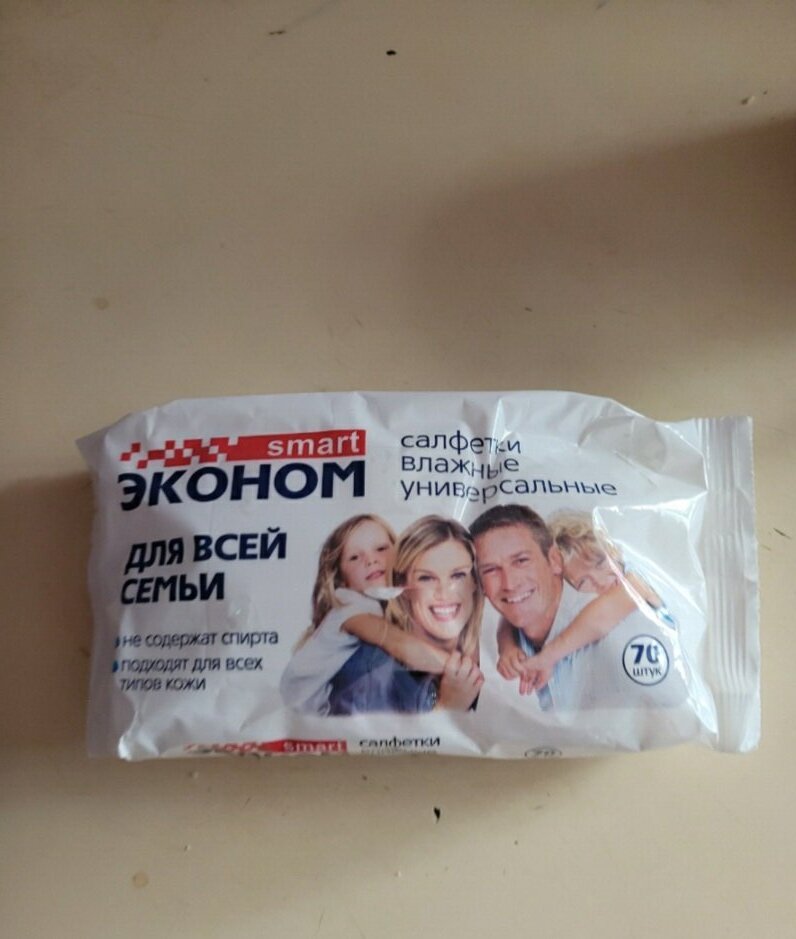 smart
эконом
салфетки
влажные
универсальные
ДЛЯ ВСЕЙ
СЕМЬИ
не содержат спирта
подходят для всех
типов кожи
70
штук
smart
салфетки